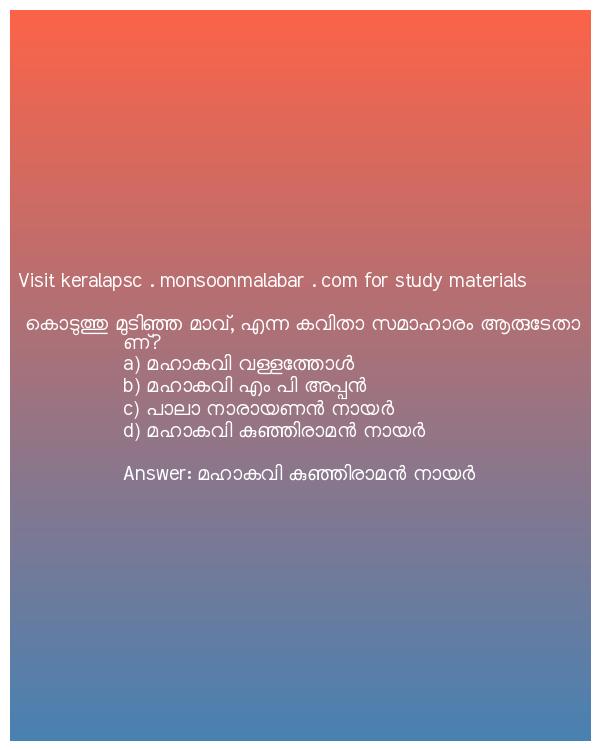 Visit keralapsc . monsoonmalabar . com for study materials
കൊടുത്തു മുടിഞ്ഞ മാവ്, എന്ന കവിതാ സമാഹാരം ആരുടേതാ
ണ്?
a) മഹാകവി വള്ളത്തോൾ
b) മഹാകവി എം പി അപ്പൻ
c) പാലാ നാരായണൻ നായർ
d) മഹാകവി കുഞ്ഞിരാമൻ നായർ
Answer: മഹാകവി കുഞ്ഞിരാമൻ നായർ